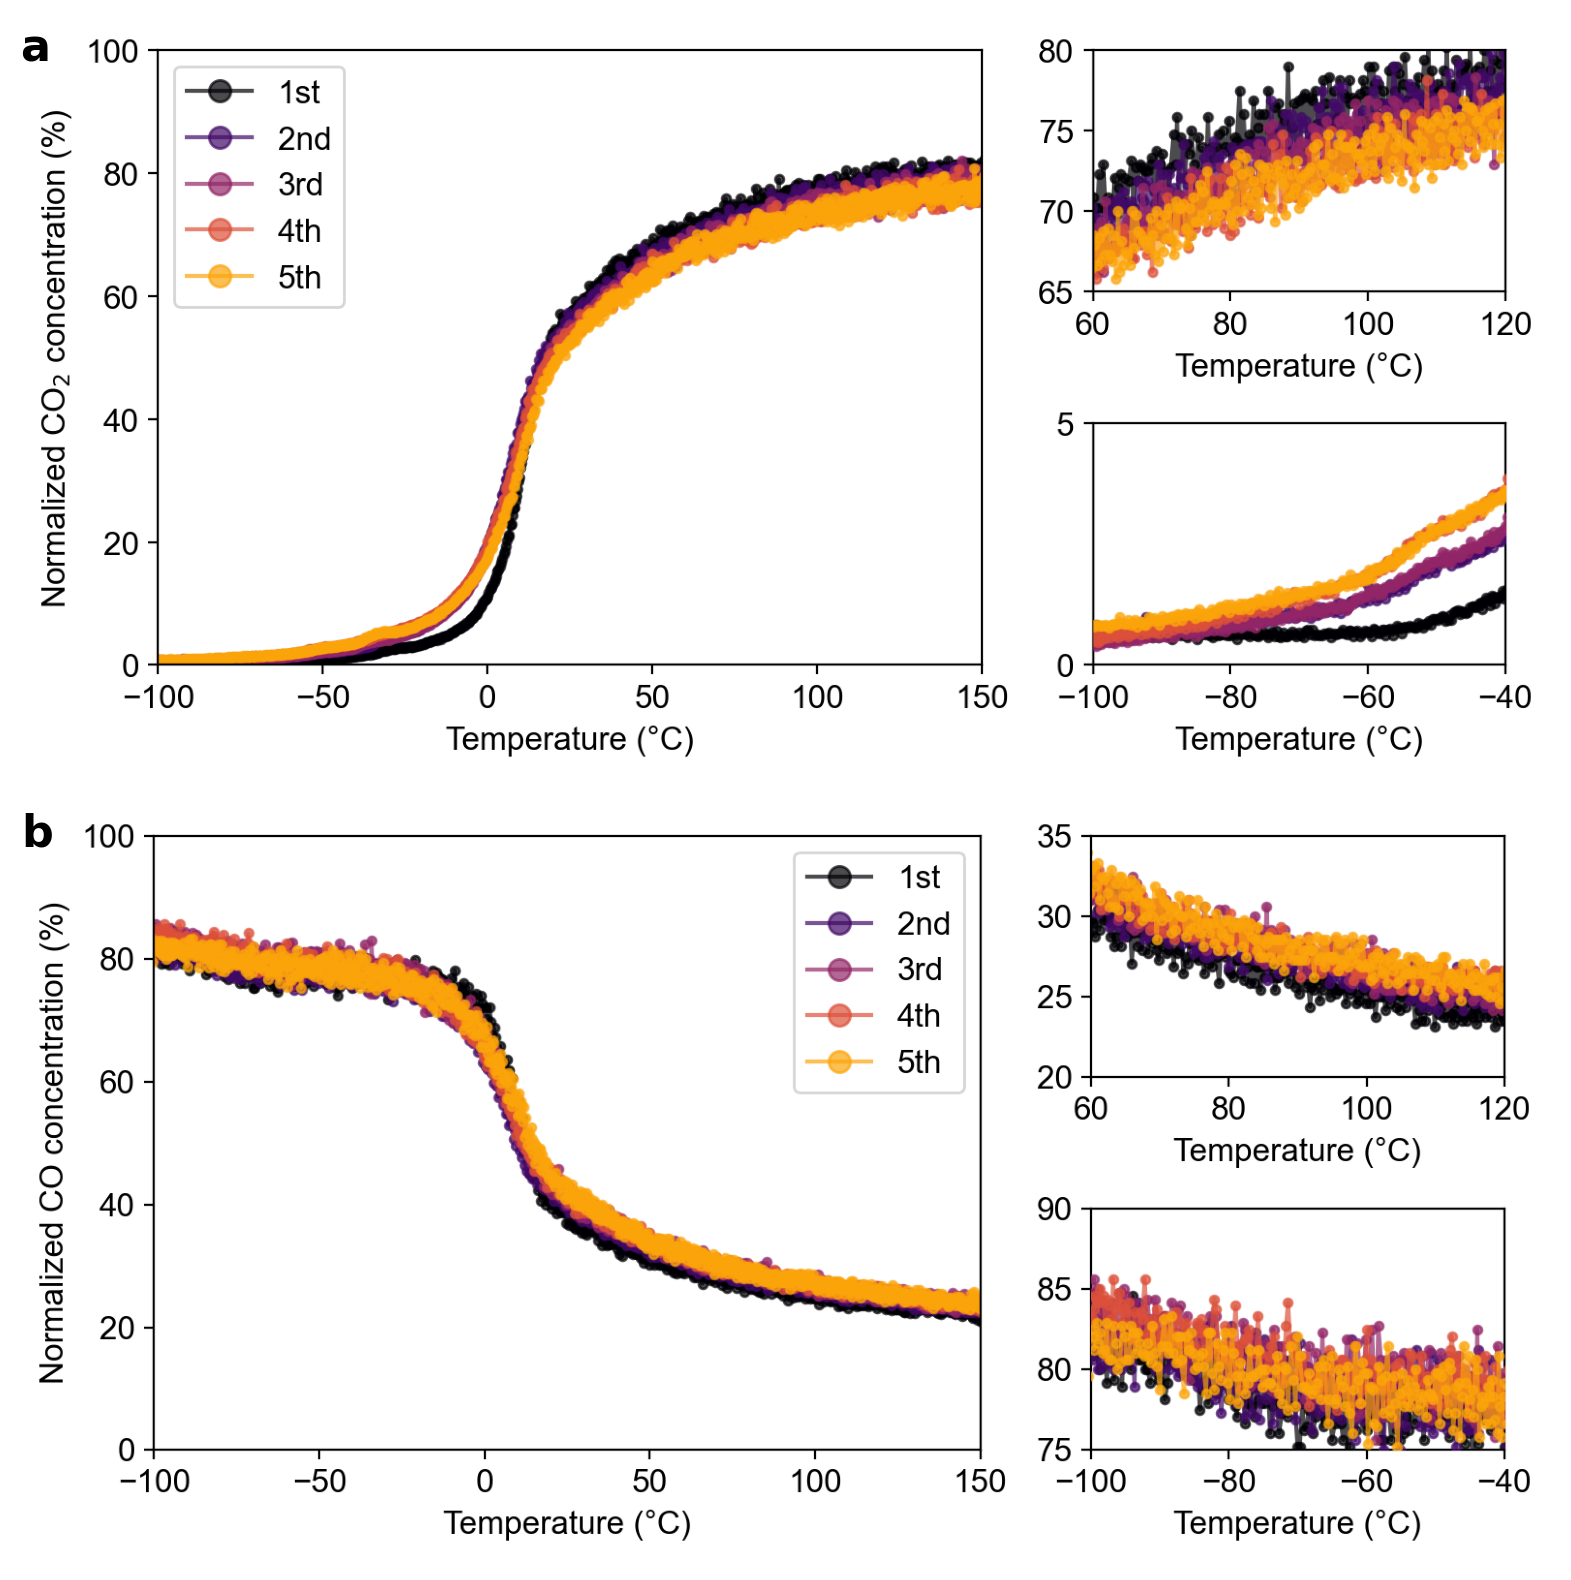 a
Normalized CO2 concentration (%)
100
80
60
40
20
0
−100
−50
0
50
100
150
Temperature (°C)
1st
2nd
3rd
4th
5th
80
75
70
65
60
80
100
120
Temperature (°C)
5
0
−100
−80
−60
−40
Temperature (°C)
b
Normalized CO concentration (%)
100
80
60
40
20
0
−100
−50
0
50
100
150
Temperature (°C)
1st
2nd
3rd
4th
5th
35
30
25
20
60
80
100
120
Temperature (°C)
90
85
80
75
−100
−80
−60
−40
Temperature (°C)